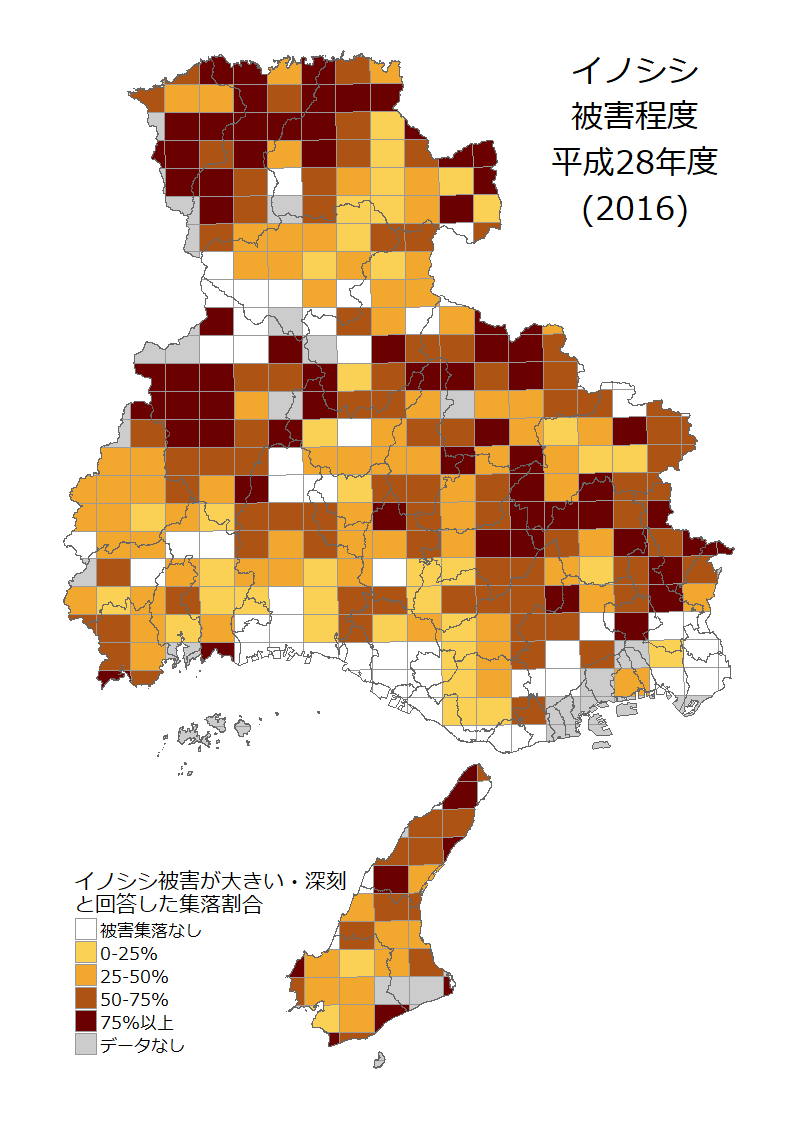 イノシシ
被害程度
平成28年度
(2016)
イノシシ被害が大きい・深刻
と回答した集落割合
被害集落なし
0-25%
25-50%
50-75%
75%以上
データなし